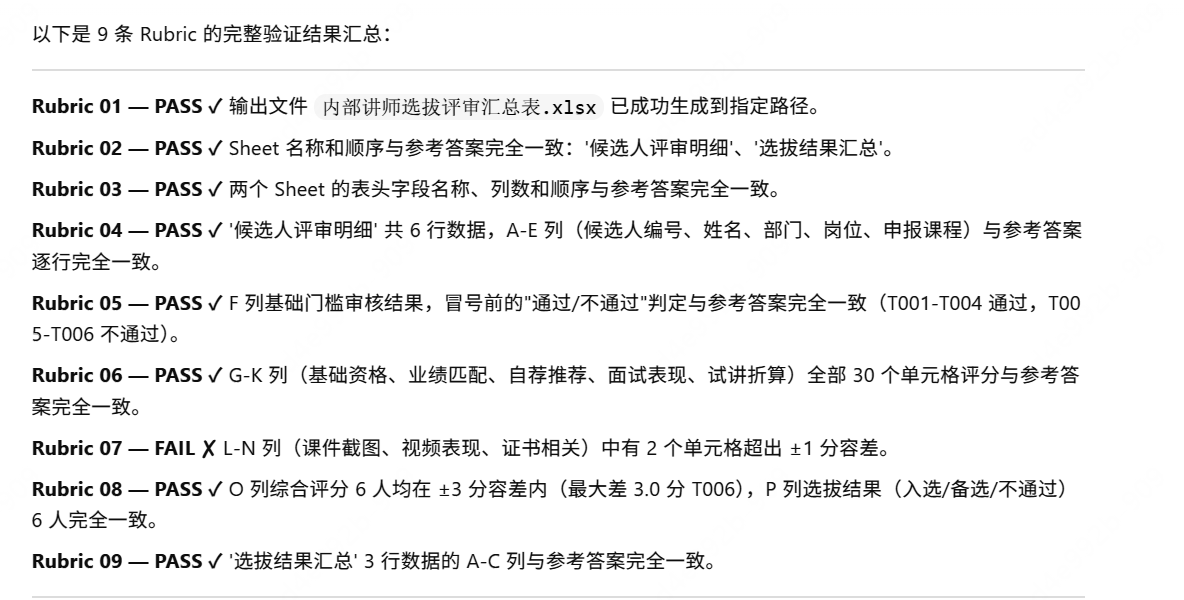 以下是 9 条 Rubric 的完整验证结果汇总：
Rubric 01 — PASS ✓ 输出文件 内部讲师选拔评审汇总表.xlsx 已成功生成到指定路径。
Rubric 02 — PASS ✓ Sheet 名称和顺序与参考答案完全一致：'候选人评审明细'、'选拔结果汇总'。
Rubric 03 — PASS ✓ 两个 Sheet 的表头字段名称、列数和顺序与参考答案完全一致。
Rubric 04 — PASS ✓ '候选人评审明细' 共 6 行数据，A-E 列（候选人编号、姓名、部门、岗位、申报课程）与参考答案
逐行完全一致。
Rubric 05 — PASS ✓ F 列基础门槛审核结果，冒号前的"通过/不通过"判定与参考答案完全一致（T001-T004 通过，T00
5-T006 不通过）。
Rubric 06 — PASS ✓ G-K 列（基础资格、业绩匹配、自荐推荐、面试表现、试讲折算）全部 30 个单元格评分与参考答
案完全一致。
Rubric 07 — FAIL ✗ L-N 列（课件截图、视频表现、证书相关）中有 2 个单元格超出 ±1 分容差。
Rubric 08 — PASS ✓ O 列综合评分 6 人均在 ±3 分容差内（最大差 3.0 分 T006），P 列选拔结果（入选/备选/不通过）
6 人完全一致。
Rubric 09 — PASS ✓ '选拔结果汇总' 3 行数据的 A-C 列与参考答案完全一致。